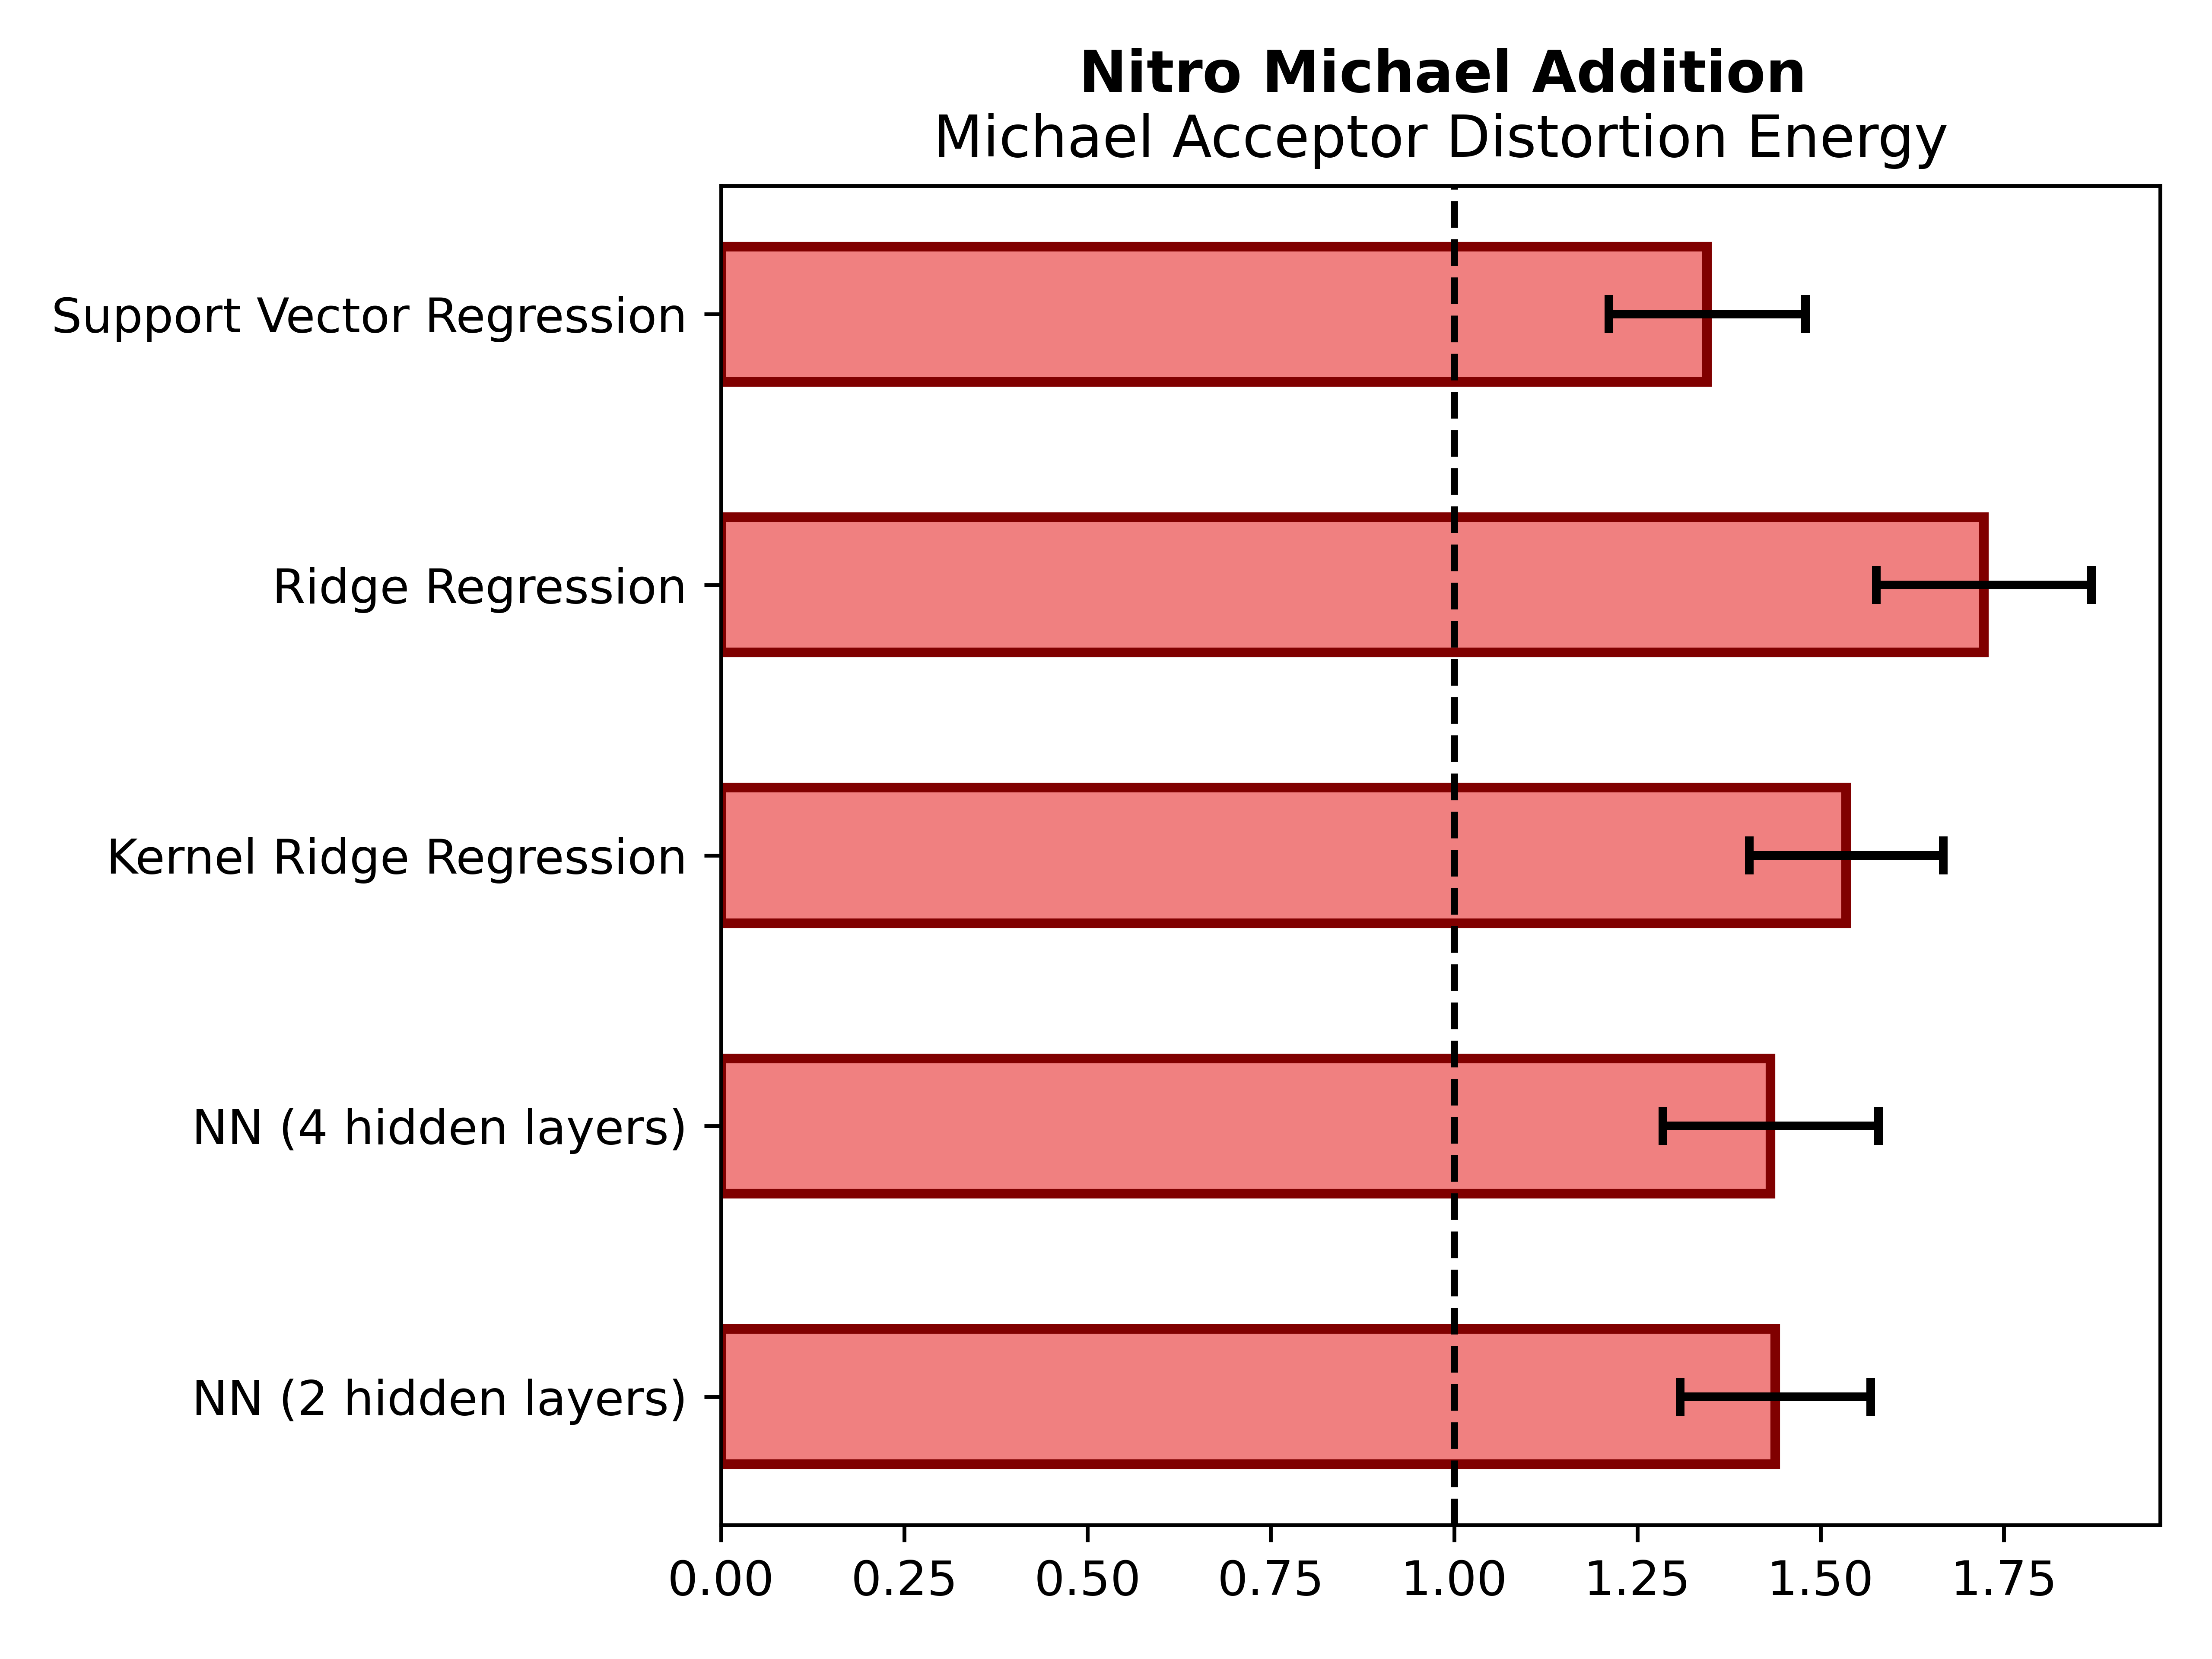 Nitro Michael Addition
Michael Acceptor Distortion Energy
Support Vector Regression
Ridge Regression
Kernel Ridge Regression
NN (4 hidden layers)
NN (2 hidden layers)
0.00 0.25 0.50 0.75 1.00 1.25 1.50 1.75